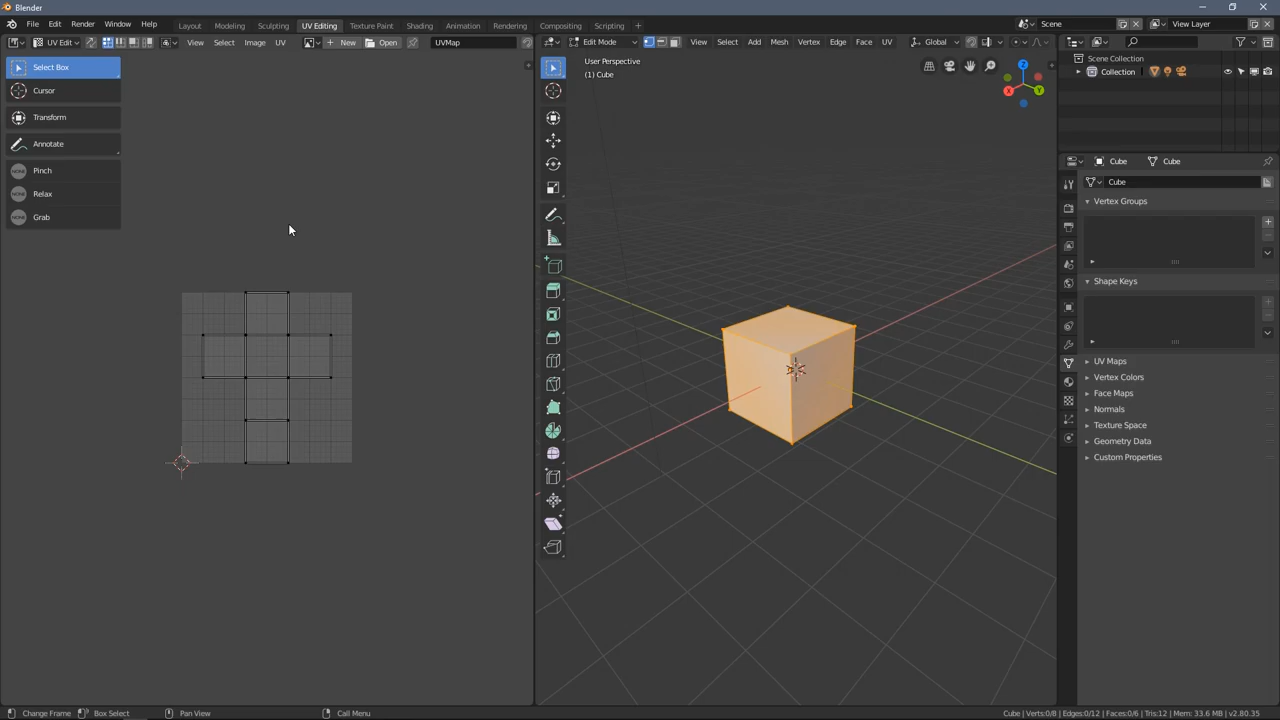 Blender
File Edit Render Window Help Layout Modeling Sculpting UV Editing Texture Paint Shading Animation Rendering Compositing Scripting + Scene View Layer
UV Edit View Select Image UV New Open UVMap Edit Mode View Select Add Mesh Vertex Edge Face UV Global
Select Box
Cursor
Transform
Annotate
Pinch
Relax
Grab
NONE
NONE
NONE
User Perspective
(1) Cube
Z
X
Y
Scene Collection
Collection
Cube Cube
Cube
Vertex Groups
Shape Keys
UV Maps
Vertex Colors
Face Maps
Normals
Texture Space
Geometry Data
Custom Properties
Change Frame Box Select Pan View Call Menu Cube | Verts:0/8 | Edges:0/12 | Faces:0/6 | Tris:12 | Mem: 33.6 MB | v2.80.35